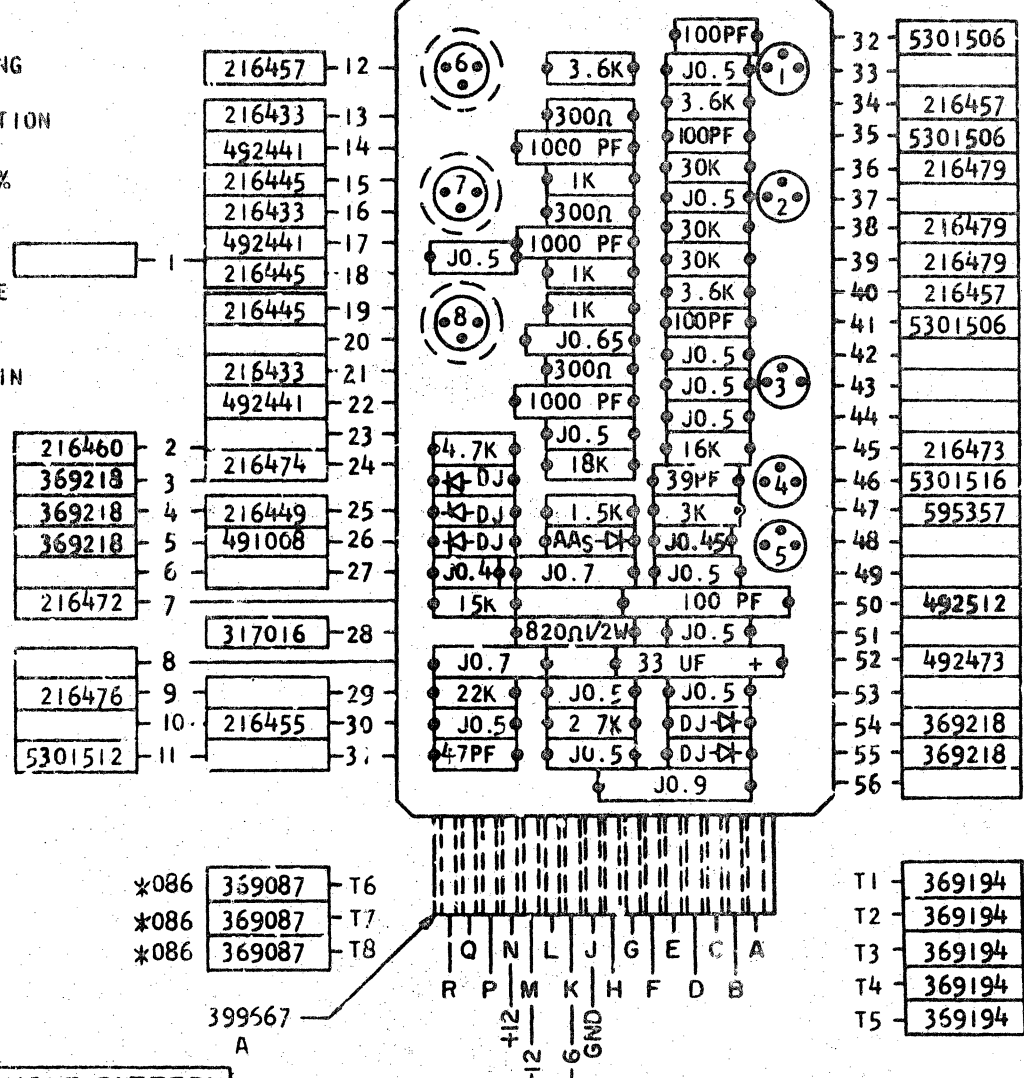 NG
TION
%
E
IN
1
216460 2
369218 3
369218 4
369218 5
6
216472 7
8
216476 9
10
5301512 11
216457 12
216433 13
492441 14
216445 15
216433 16
492441 17
216445 18
216445 19
20
216433 21
492441 22
23
216474 24
216449 25
491008 26
27
317016 28
29
216455 30
3
6
7
8
J0.5
4.7K
DJ
DJ
DJ
J0.4
15K
J0.7
22K
J0.5
47PF
3.6K
300Ω
1000 PF
1K
300Ω
1000 PF
1K
1K
J0.65
300Ω
1000 PF
J0.5
18K
1.5K
AAS
J0.7
820Ω1/2W
J0.5
2 7K
J0.5
100PF
J0.5
3.6K
100PF
30K
J0.5
30K
30K
3.6K
100PF
J0.5
J0.5
J0.5
16K
39PF
3K
J0.45
J0.5
100 PF
J0.5
33 UF +
J0.5
DJ
DJ
J0.9
1
2
3
4
5
32 5301506
33
34 216457
35 5301506
36 216479
37
38 216479
39 216479
40 216457
41 5301506
42
43
44
45 216473
46 5301516
47 595357
48
49
50 492512
51
52 492473
53
54 369218
55 369218
56
*086 369087 T6
*086 369087 T7
*086 369087 T8
399567
A
Q N L J G E C A
R P M K H F D B
+12
12
6
GND
T1 369194
T2 369194
T3 369194
T4 369194
T5 369194